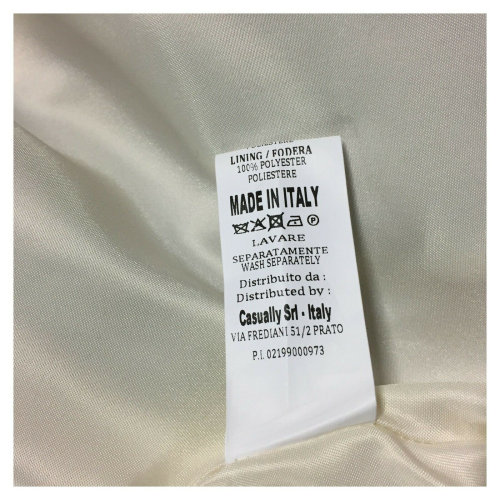 POLIESTERE
LINING / FODERA
100% POLYESTER
POLIESTERE
MADE IN ITALY
P
LAVARE
SEPARATAMENTE
WASH SEPARATELY
Distribuito da :
Distributed by :
Casually Srl - Italy
VIA FREDIANI 51/2 PRATO
P.I. 02199000973